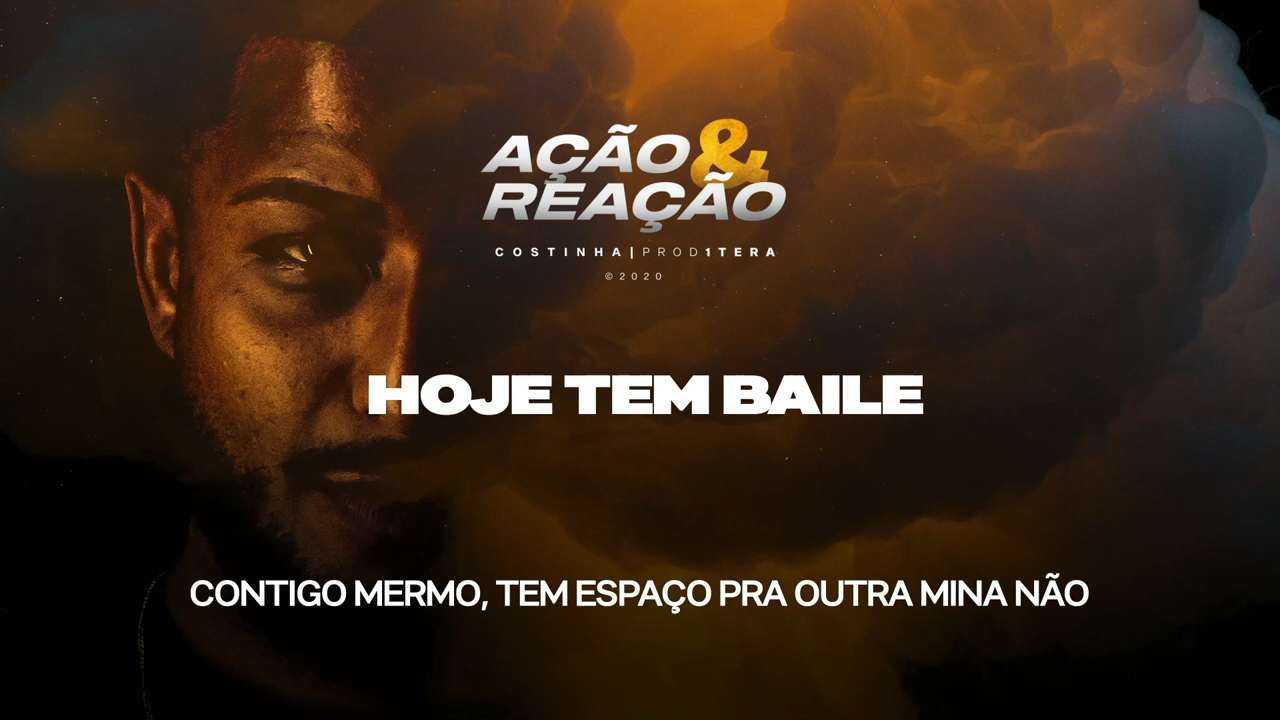 AÇÃO &
REAÇÃO
COSTINHA|PROD1TERA
©2020
HOJE TEM BAILE
CONTIGO MERMO, TEM ESPAÇO PRA OUTRA MINA NÃO